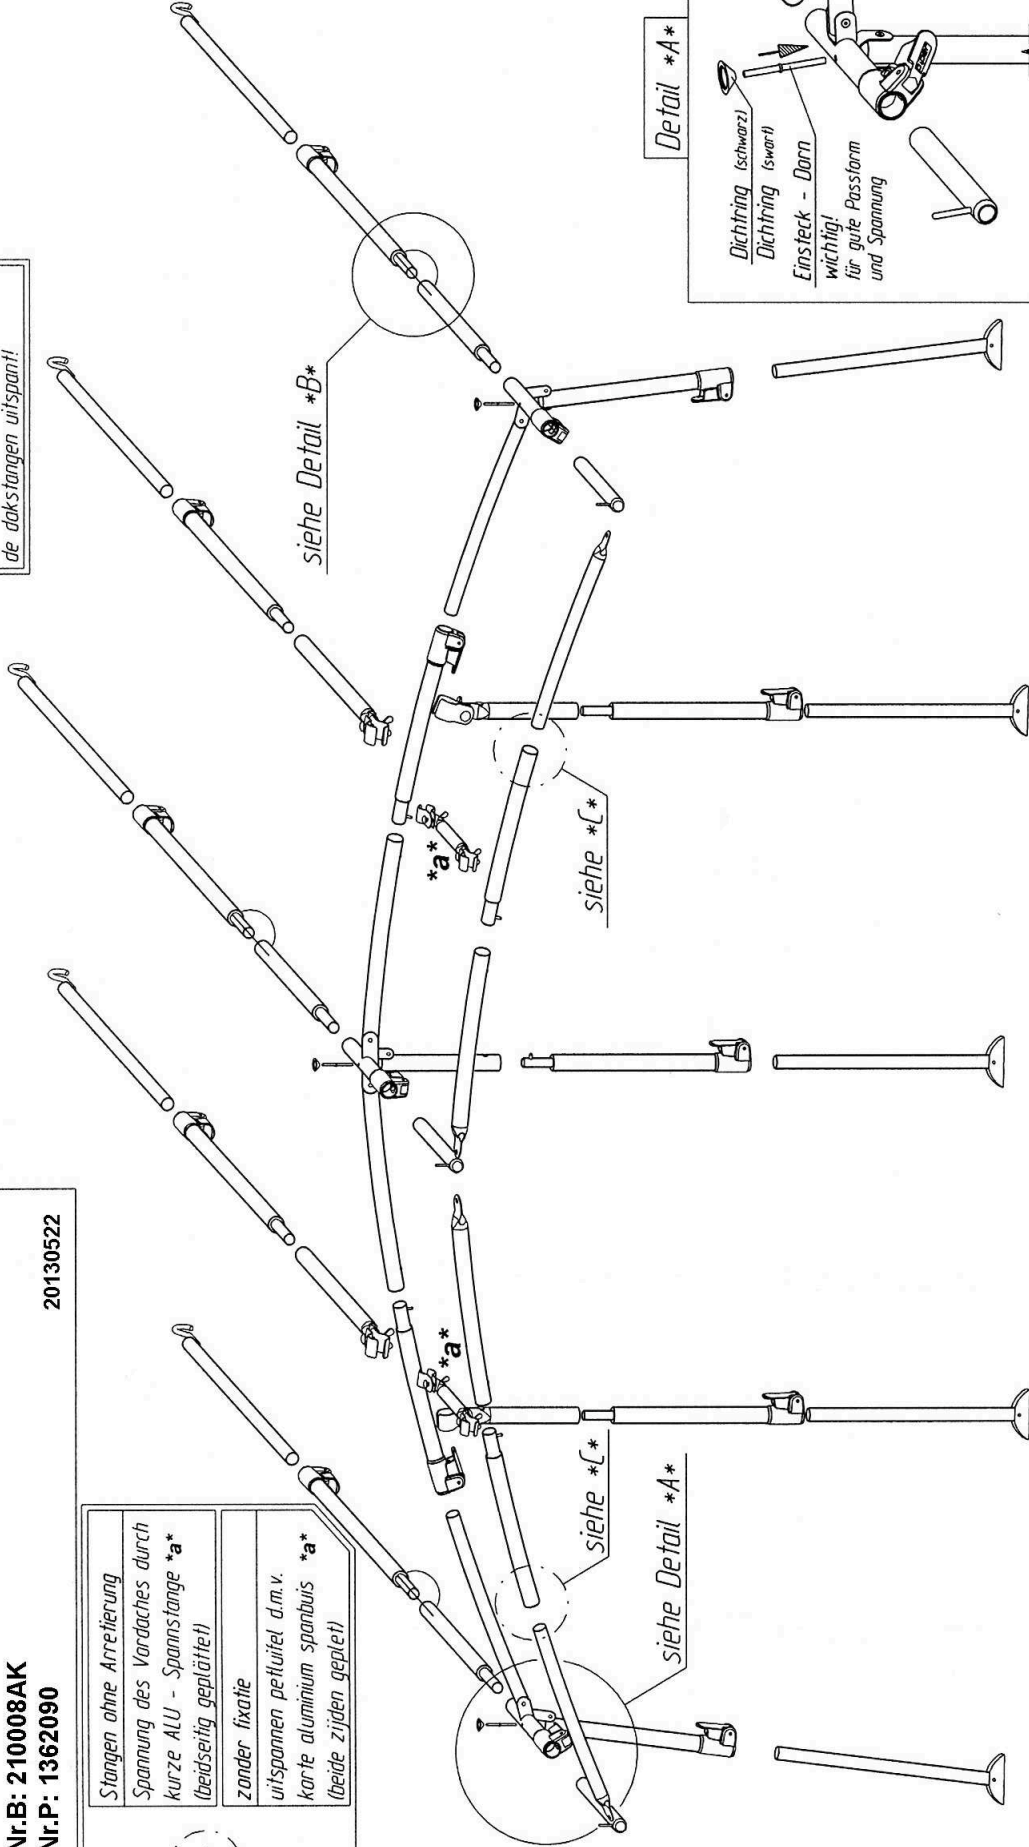 Nr.B: 210008AK
Nr.P: 1362090
20130522
Stangen ohne Arretierung
Spannung des Vordaches durch
kurze ALU - Spannstange *a*
(beidseitig geplättet)
zonder fixatie
uitspannen petluifel d.m.v.
korte aluminium spanbuis *a*
(beide zijden geplet)
de dakstangen uitspant!
siehe Detail *B*
*a*
*a*
siehe *C*
siehe *C*
siehe Detail *A*
Detail *A*
Dichtring (schwarz)
Dichtring (swart)
Einsteck - Dorn
wichtig!
für gute Passform
und Spannung